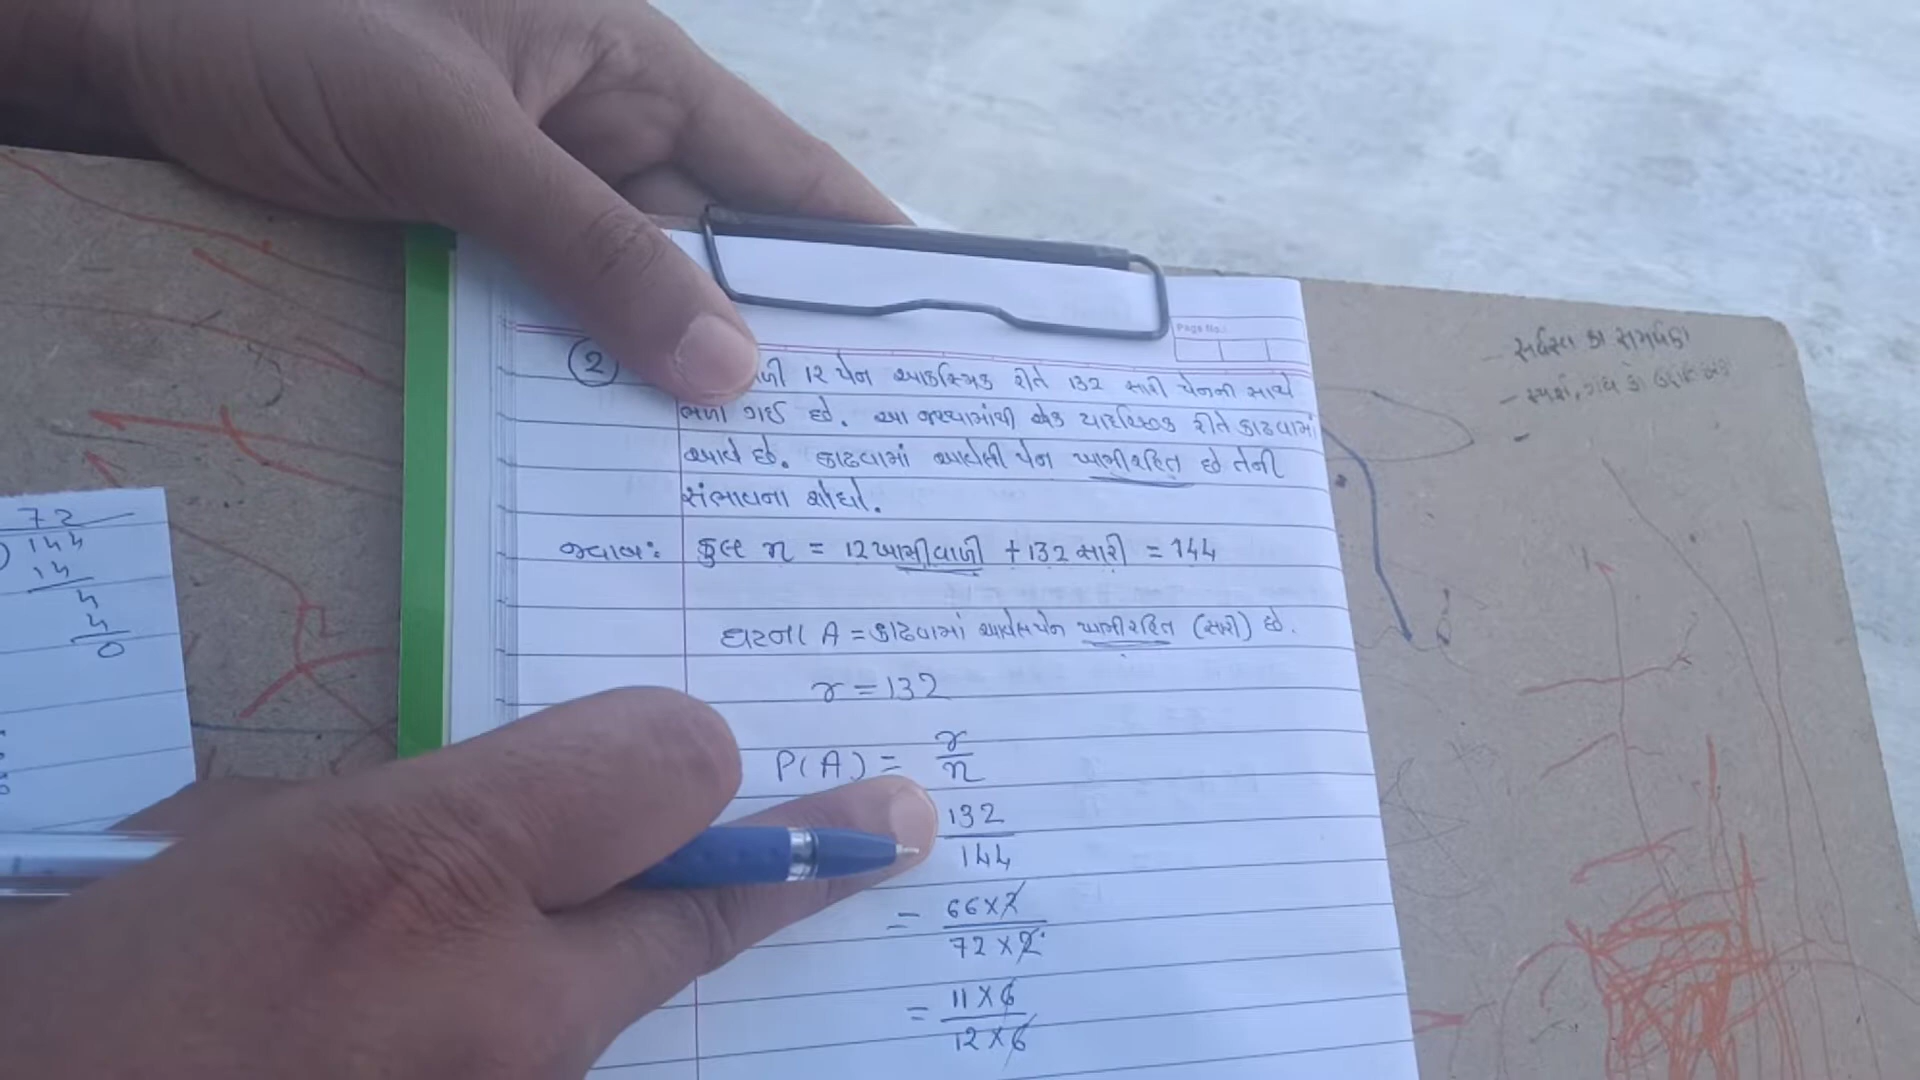 Page No.:
2
ળી 12 પેન આકસ્મિક રીતે 132 સારી પેનની સાથે
ભળી ગઈ છે. આ જથ્થામાંથી એક યાદચ્છિક રીતે કાઢવામાં
આવે છે. કાઢવામાં આવેલી પેન ખામીરહિત છે તેની
સંભાવના શોધો.
જવાબ: કુલ n = 12 ખામીવાળી + 132 સારી = 144
ઘટના A = કાઢવામાં આવેલ પેન ખામીરહિત (સારી) છે.
r = 132
P(A) = r/n
132/144
= 66×2/72×2
= 11×6/12×6
72
144
14
4
4
0